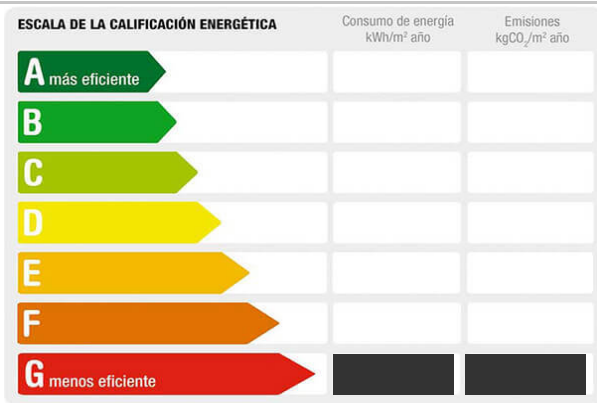 ESCALA DE LA CALIFICACIÓN ENERGÉTICA
Consumo de energía
kWh/m² año
Emisiones
kgCO₂/m² año
A más eficiente
B
C
D
E
F
G menos eficiente